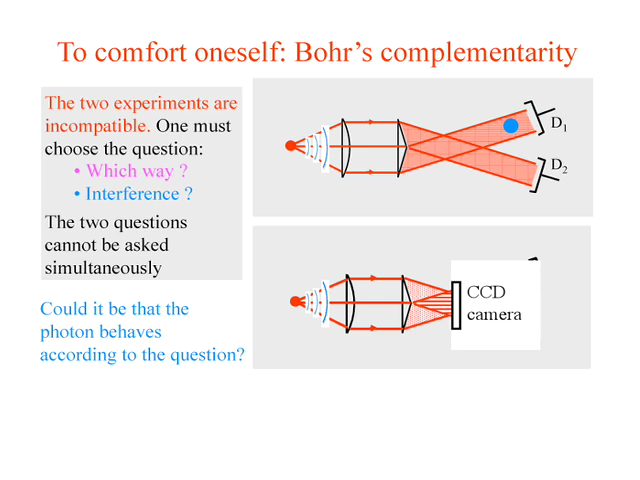 To comfort oneself: Bohr's complementarity
The two experiments are
incompatible. One must
choose the question:
• Which way ?
• Interference ?
The two questions
cannot be asked
simultaneously
Could it be that the
photon behaves
according to the question?
D1
D2
CCD
camera